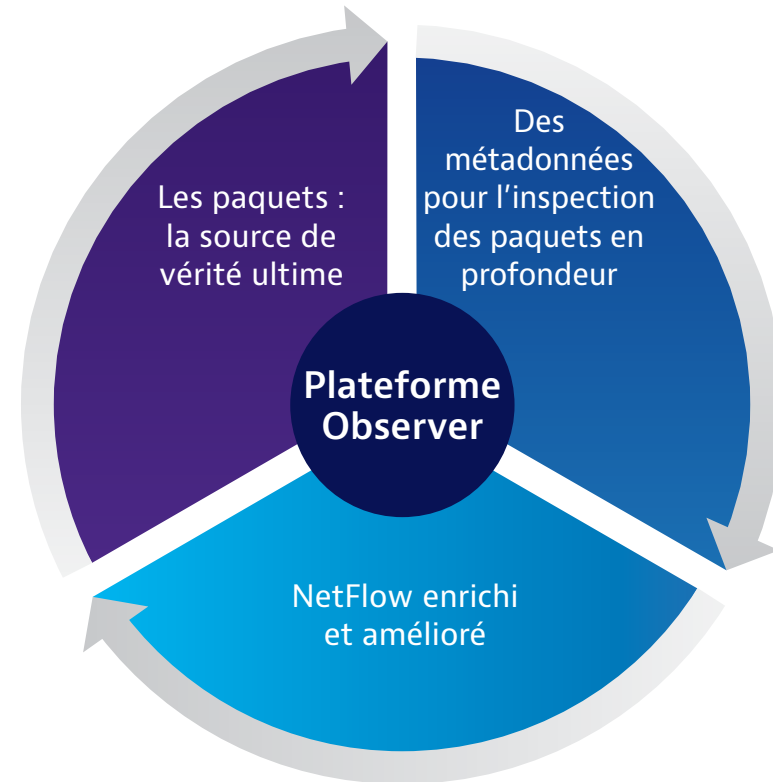 Les paquets :
la source de
vérité ultime
Des
métadonnées
pour l'inspection
des paquets en
profondeur
Plateforme
Observer
NetFlow enrichi
et amélioré